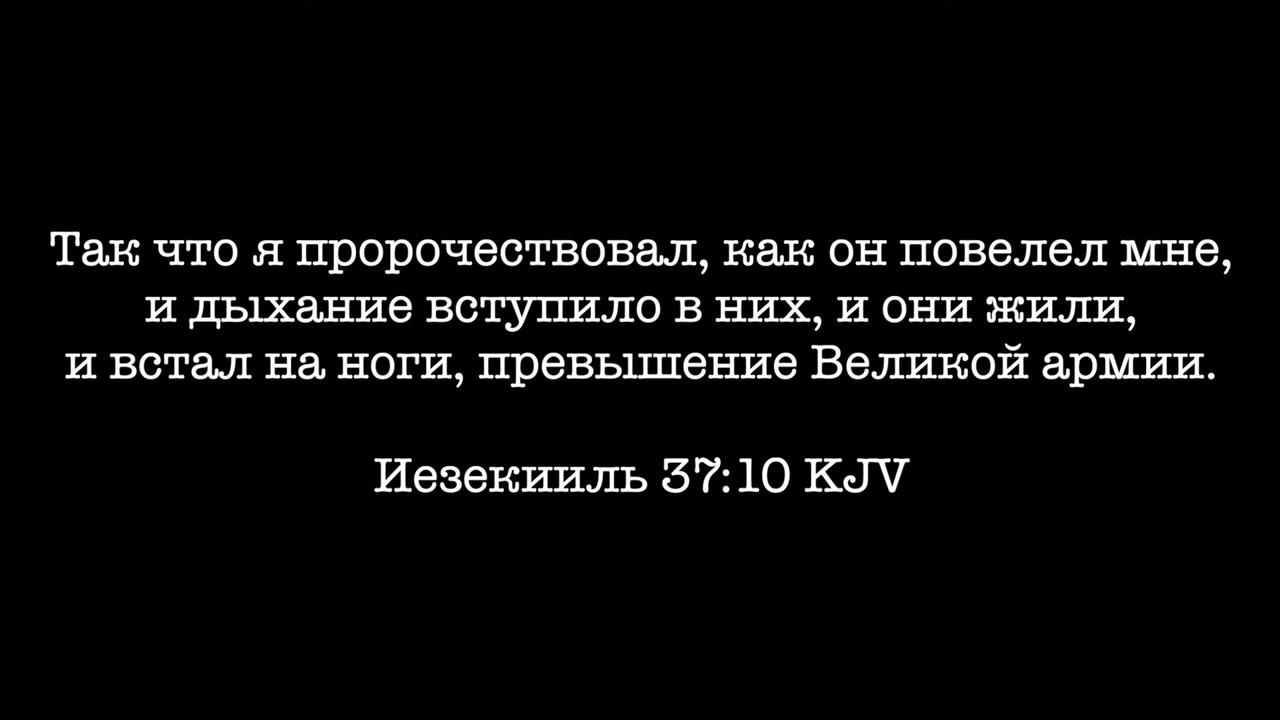 Так что я пророчествовал, как он повелел мне,
и дыхание вступило в них, и они жили,
и встал на ноги, превышение Великой армии.
Иезекииль 37:10 KJV